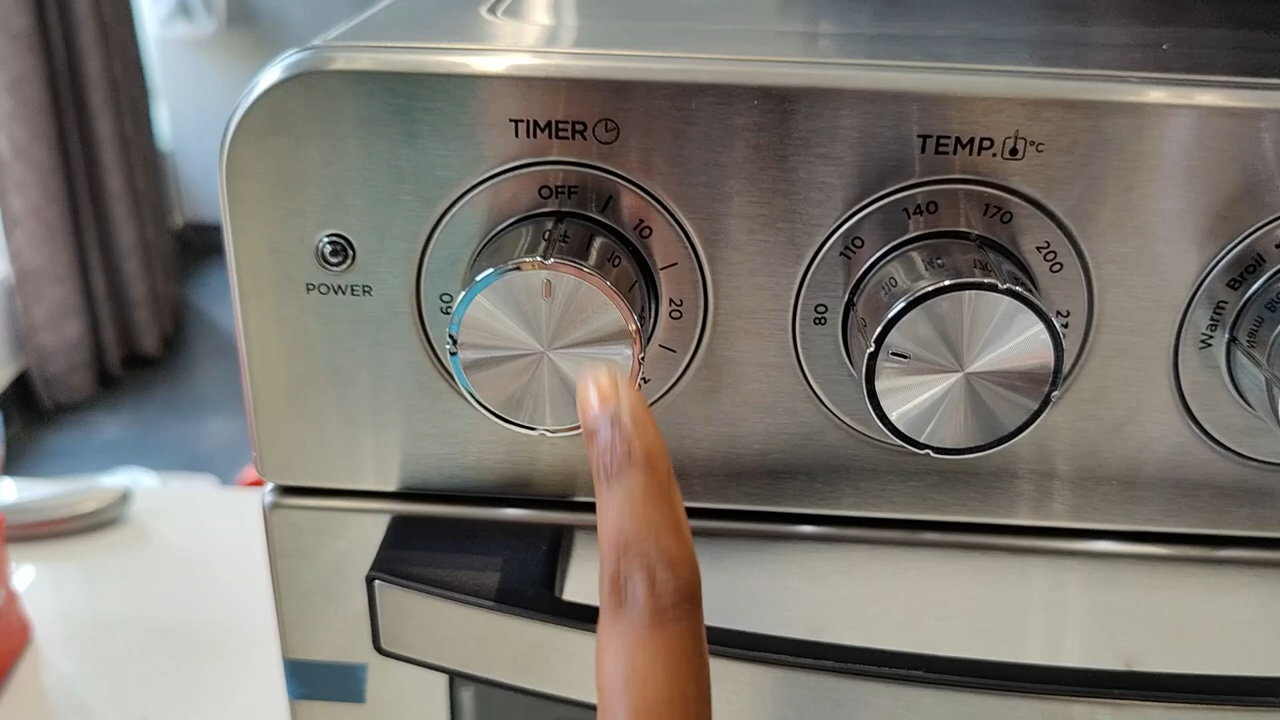 TIMER
TEMP. °C
OFF
10
20
60
POWER
80
110
140
170
200
Warm
Broil